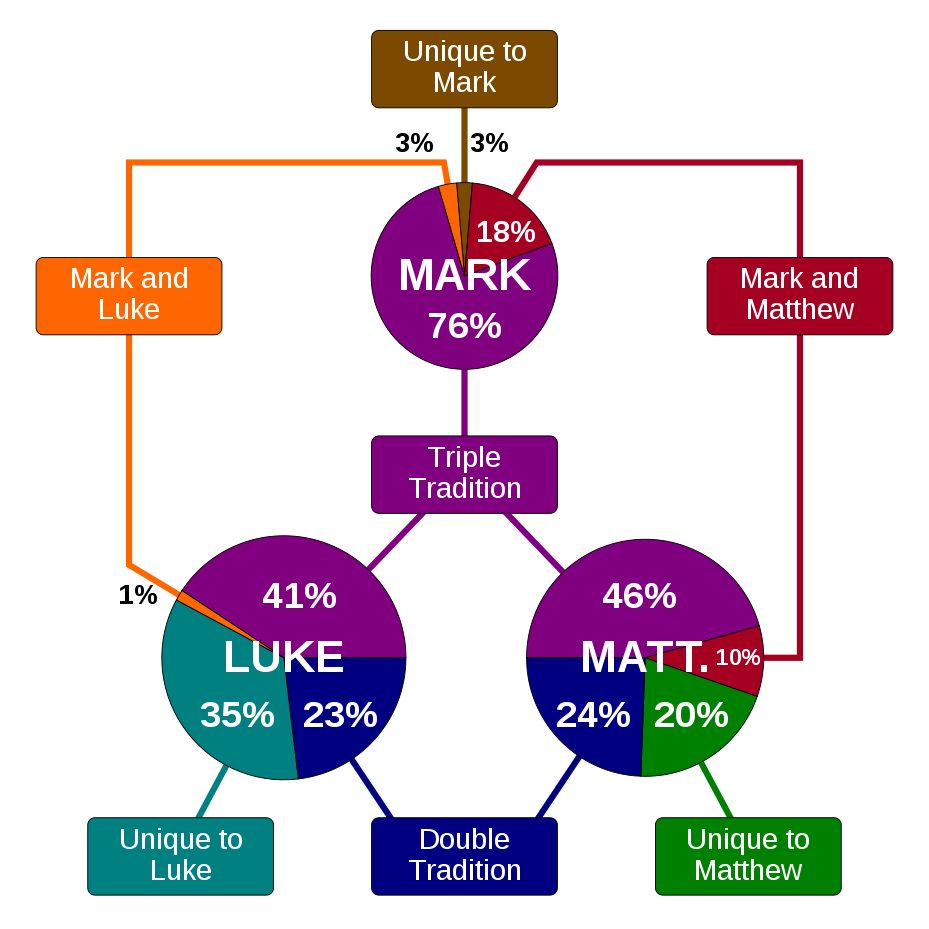 Unique to
Mark
3%
3%
18%
MARK
76%
Mark and
Luke
Mark and
Matthew
Triple
Tradition
1%
41%
LUKE
35%
23%
46%
MATT.
10%
24%
20%
Unique to
Luke
Double
Tradition
Unique to
Matthew